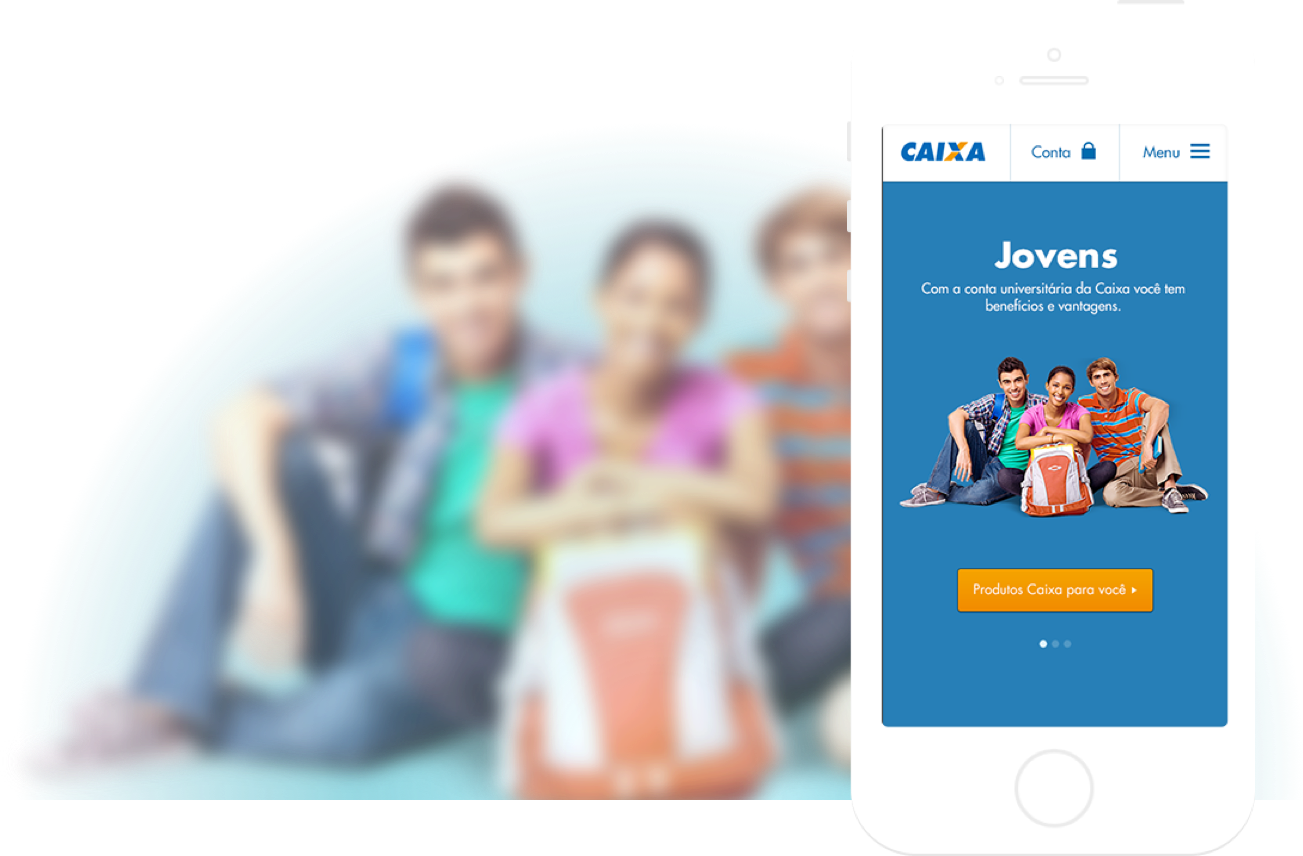 CAIXA
Conta
Menu
Jovens
Com a conta universitária da Caixa você tem
benefícios e vantagens.
Produtos Caixa para você